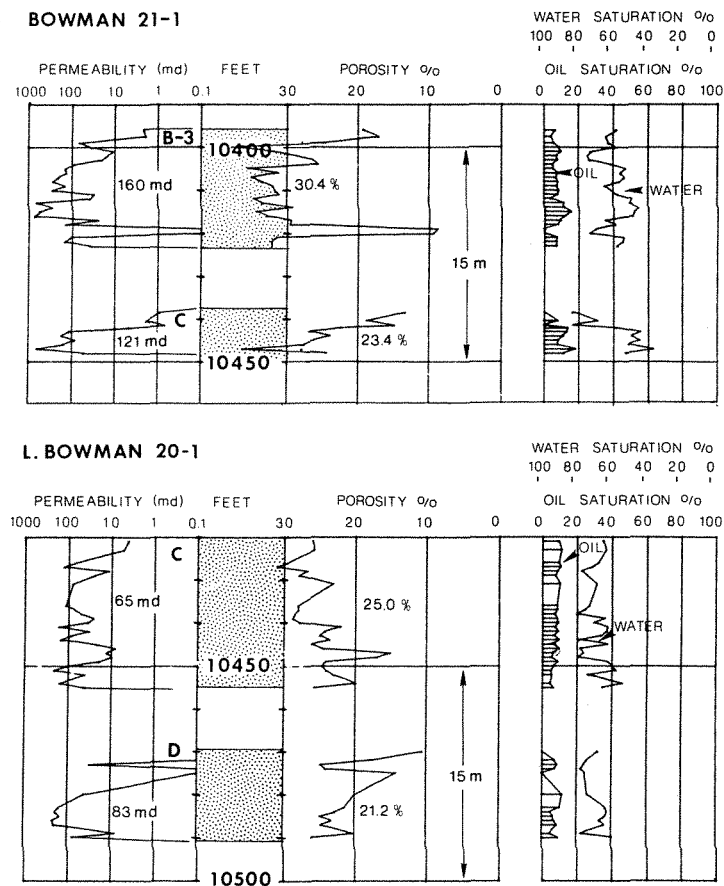 BOWMAN 21-1
WATER SATURATION o/o
100 80 60 40 20 0
PERMEABILITY (md) FEET POROSITY o/o OIL SATURATION o/o
1000 100 10 1 0.1 30 20 10 0 0 20 40 60 80 100
B-3
10400
160 md 30.4 % OIL
WATER
15 m
C
121 md 23.4 %
10450
L. BOWMAN 20-1
WATER SATURATION o/o
100 80 60 40 20 0
PERMEABILITY (md) FEET POROSITY o/o OIL SATURATION o/o
1000 100 10 1 0.1 30 20 10 0 0 20 40 60 80 100
C OIL
65 md 25.0 %
WATER
10450
D
15 m
83 md 21.2 %
10500